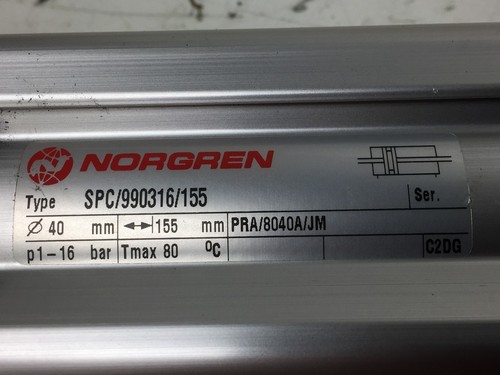 NORGREN
Type SPC/990316/155 Ser.
Ø 40 mm ↔ 155 mm PRA/8040A/JM
p1-16 bar Tmax 80 °C C2DG